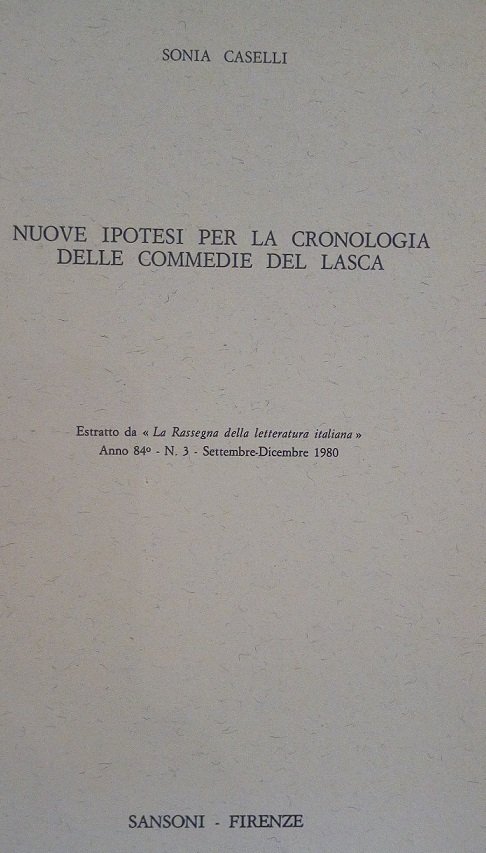 SONIA CASELLI
NUOVE IPOTESI PER LA CRONOLOGIA
DELLE COMMEDIE DEL LASCA
Estratto da « La Rassegna della letteratura italiana »
Anno 84º - N. 3 - Settembre-Dicembre 1980
SANSONI - FIRENZE